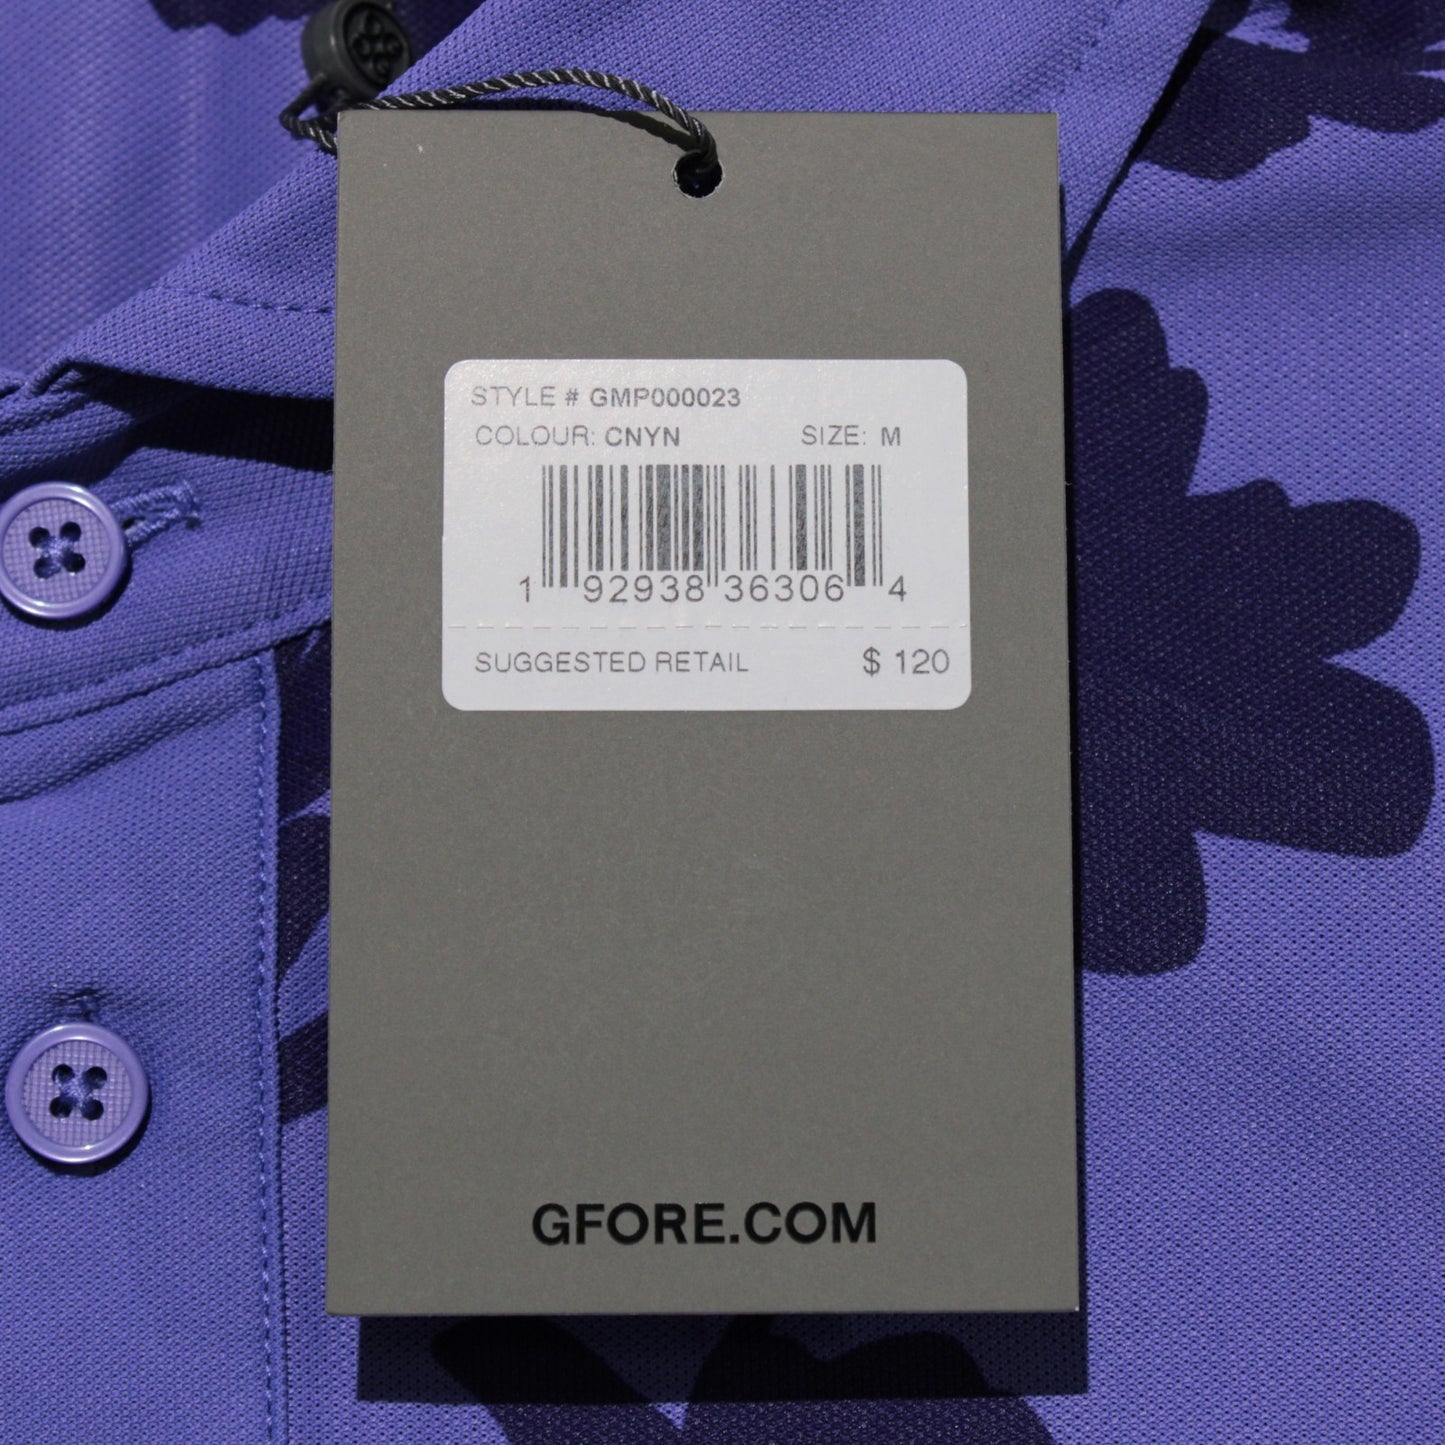 STYLE # GMP000023
COLOUR: CNYN SIZE: M
1 92938 36306 4
SUGGESTED RETAIL $ 120
GFORE.COM